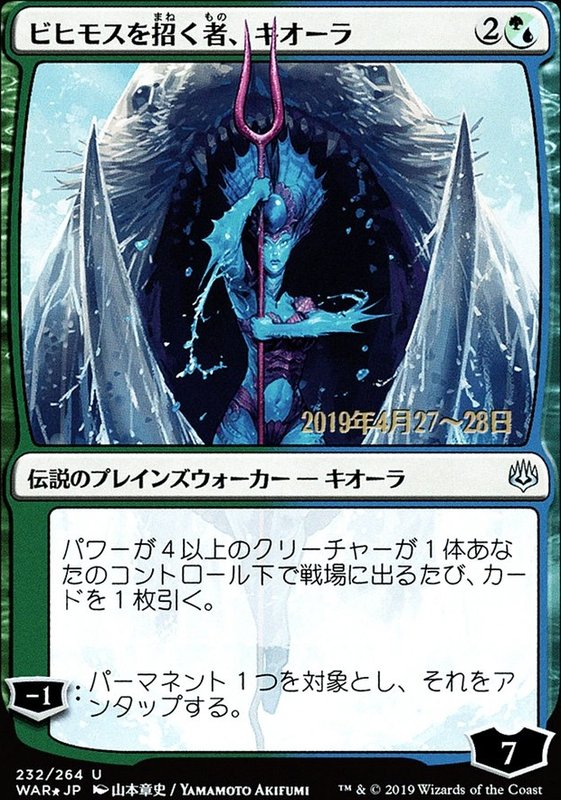 ビヒモスを招く者、キオーラ
まね もの
2
2019年4月27～28日
伝説のプレインズウォーカー — キオーラ
パワーが４以上のクリーチャーが１体あな
たのコントロール下で戦場に出るたび、カー
ドを１枚引く。
-1 : パーマネント１つを対象とし、それをア
ンタップする。
7
232/264 U
WAR★JP 山本章史 / YAMAMOTO AKIFUMI ™ & © 2019 Wizards of the Coast